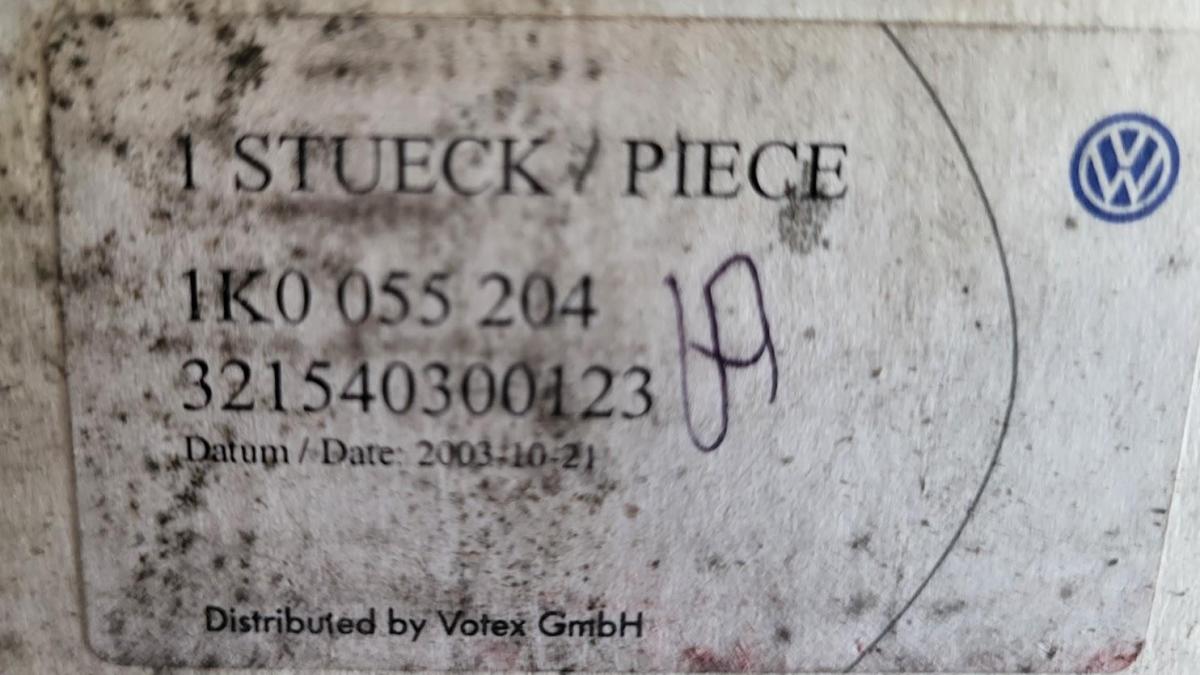 1 STUECK / PIECE
1K0 055 204
321540300123
Datum / Date: 2003-10-21
Distributed by Votex GmbH